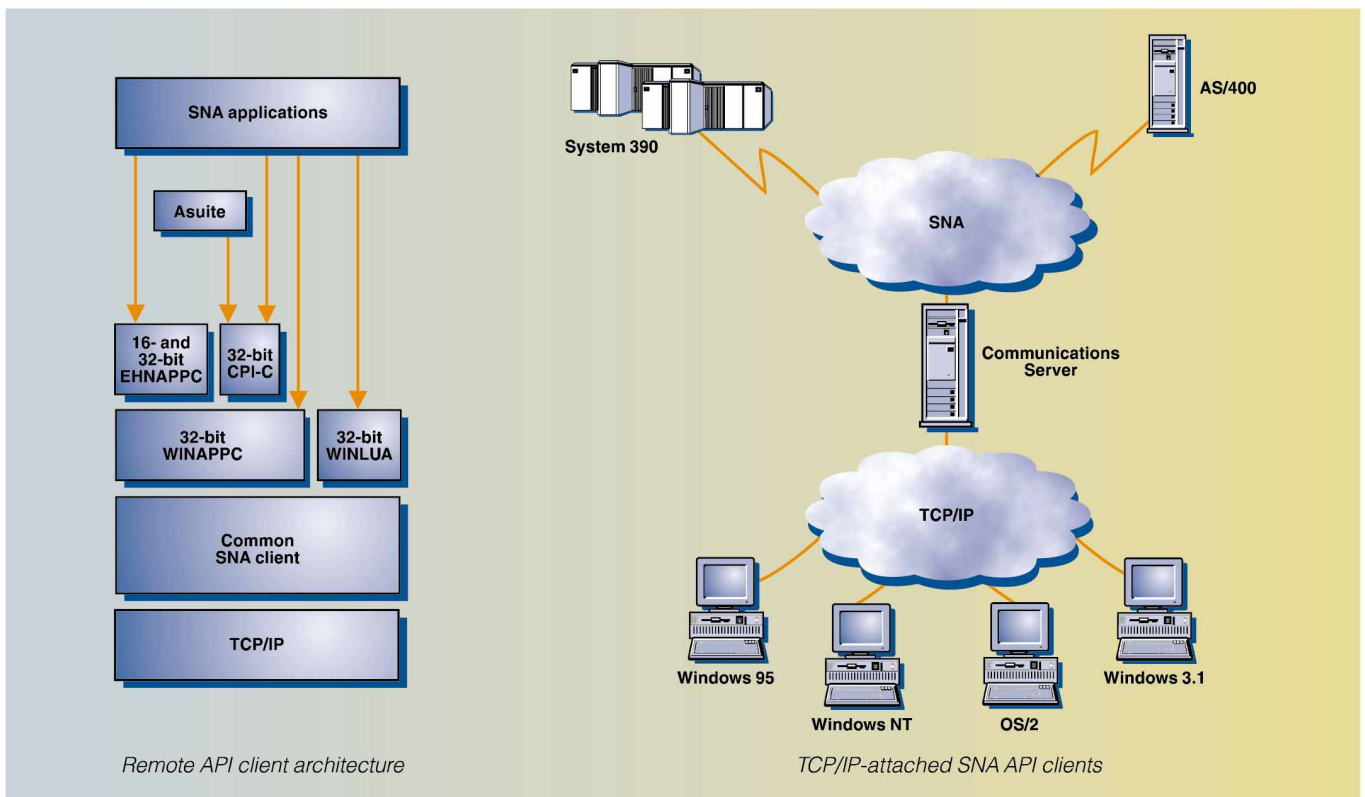 SNA applications
Asuite
16- and
32-bit
EHNAPPC
32-bit
CPI-C
32-bit
WINAPPC
32-bit
WINLUA
Common
SNA client
TCP/IP
Remote API client architecture
System 390
AS/400
SNA
Communications
Server
TCP/IP
Windows 95
Windows NT
OS/2
Windows 3.1
TCP/IP-attached SNA API clients